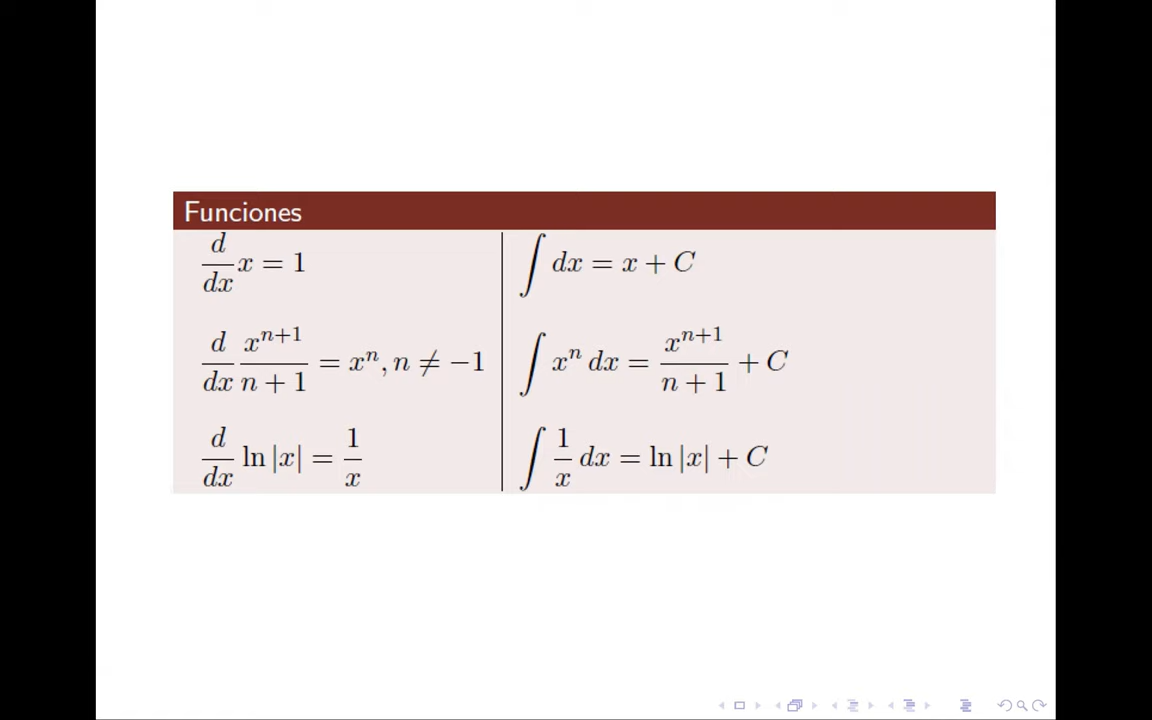 Funciones
d/dx x = 1
∫ dx = x + C
d/dx x^{n+1}/(n + 1) = x^n, n ≠ −1
∫ x^n dx = x^{n+1}/(n + 1) + C
d/dx ln |x| = 1/x
∫ 1/x dx = ln |x| + C